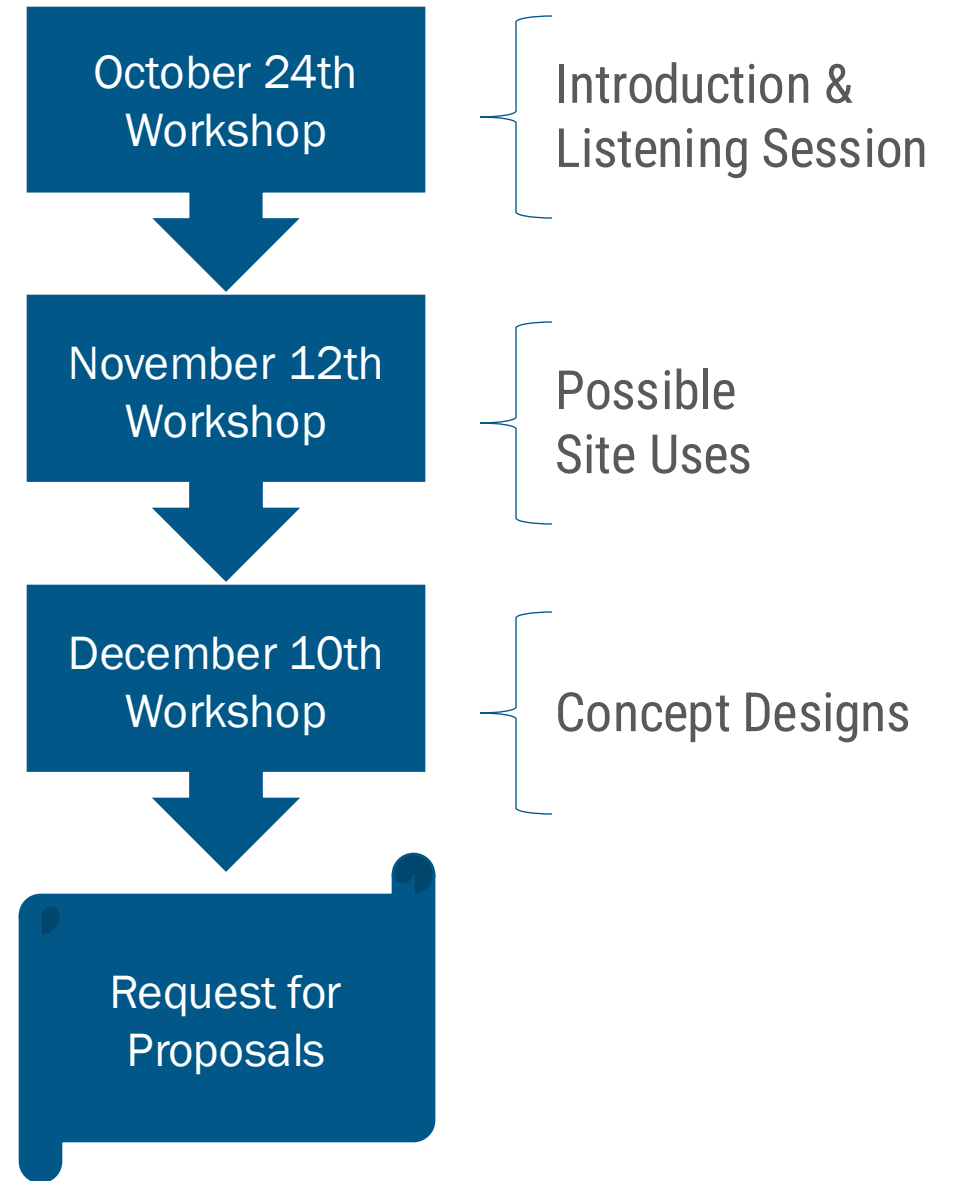 October 24th
Workshop
Introduction &
Listening Session
November 12th
Workshop
Possible
Site Uses
December 10th
Workshop
Concept Designs
Request for
Proposals